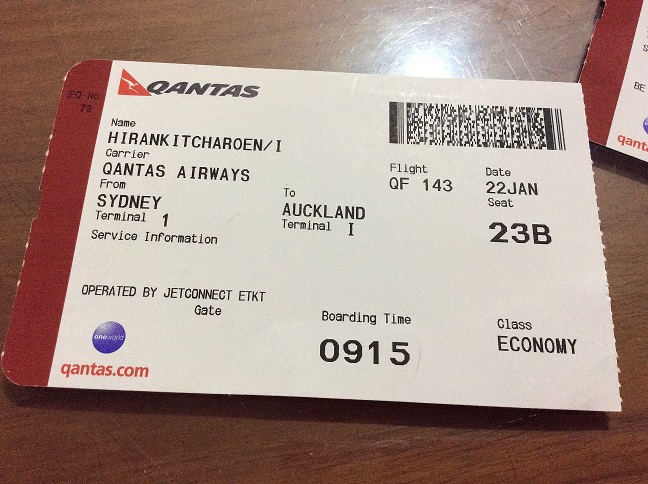 SEQ No
73
QANTAS
Name
HIRANKITCHAROEN/I
Carrier
QANTAS AIRWAYS
Flight
QF 143
Date
22JAN
From
SYDNEY
To
AUCKLAND
Seat
23B
Terminal 1
Terminal I
Service Information
OPERATED BY JETCONNECT ETKT
Gate
Boarding Time
0915
Class
ECONOMY
oneworld
qantas.com
BE
qanta